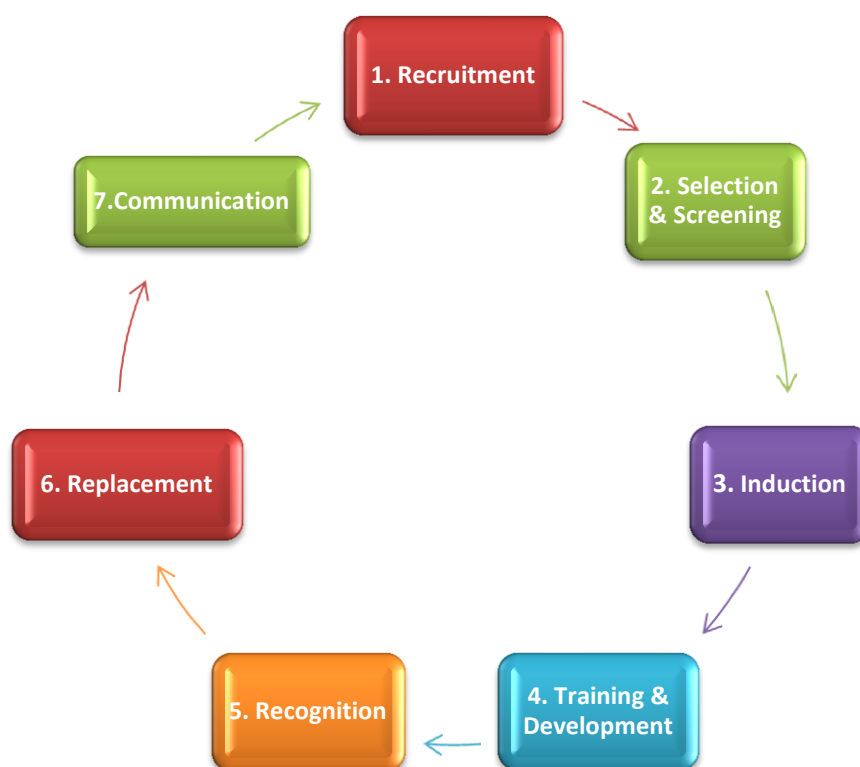 1. Recruitment
2. Selection
& Screening
3. Induction
4. Training &
Development
5. Recognition
6. Replacement
7.Communication